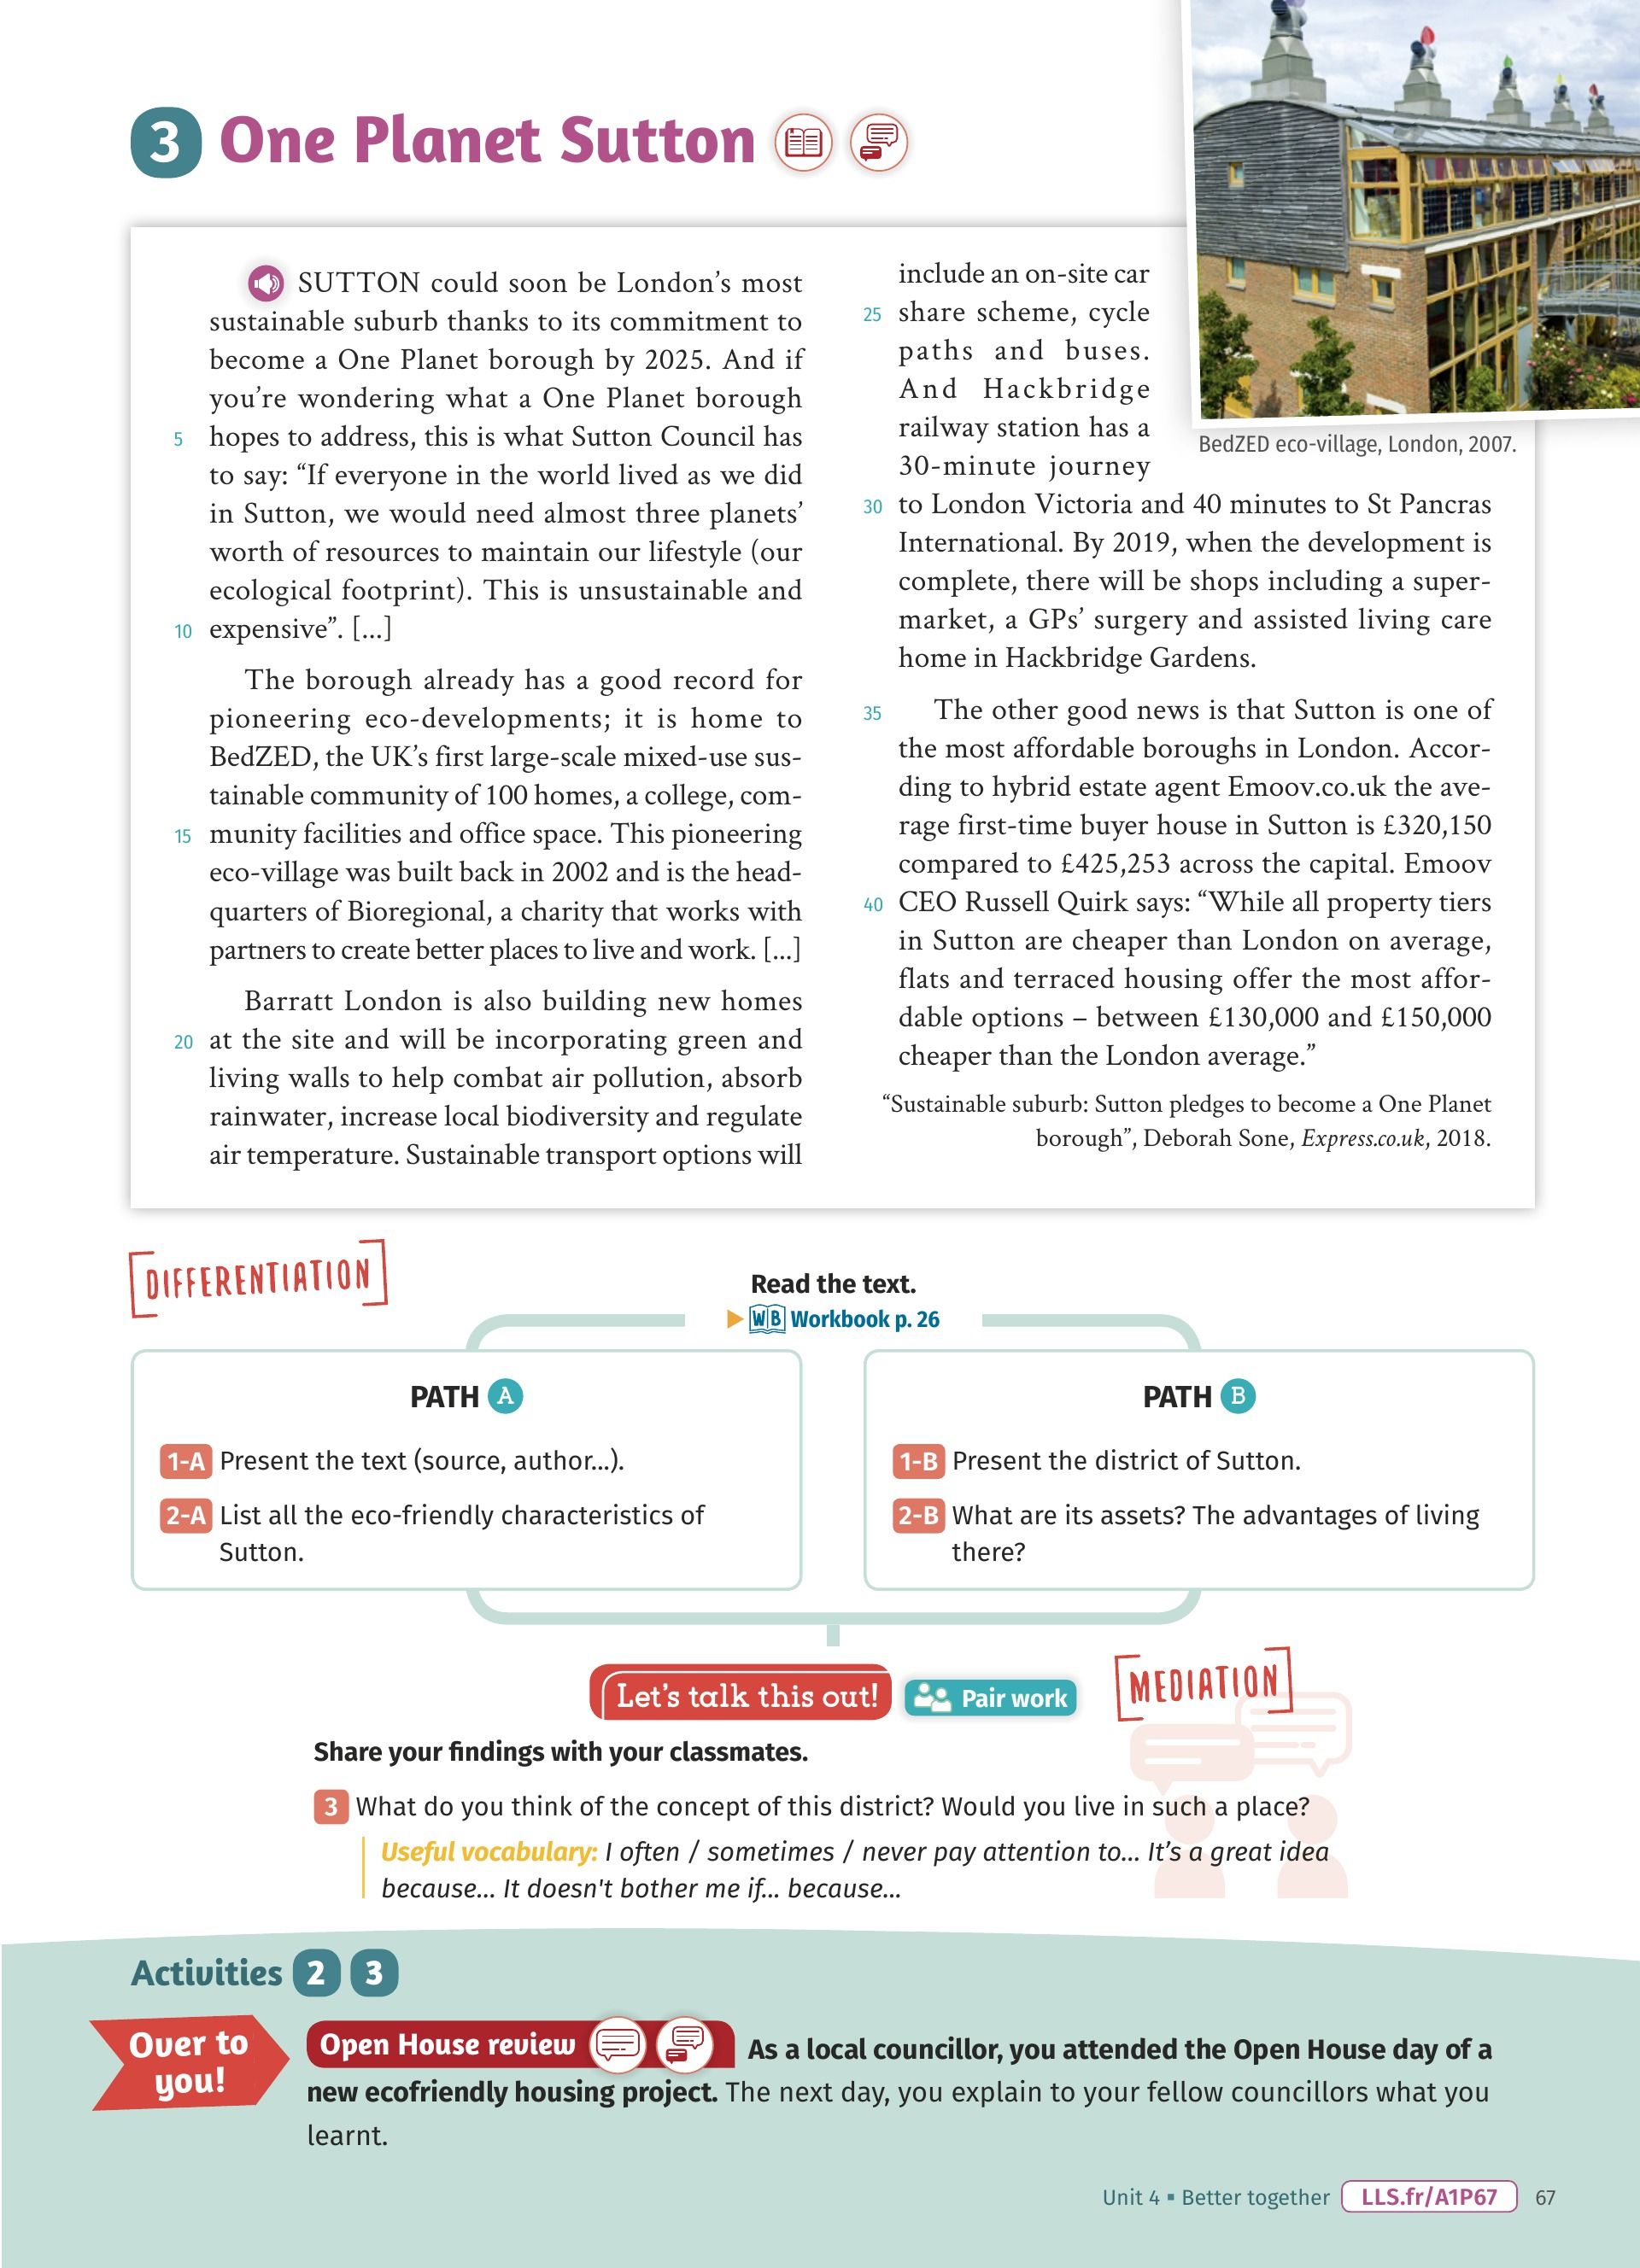 3 One Planet Sutton
SUTTON could soon be London's most
sustainable suburb thanks to its commitment to
become a One Planet borough by 2025. And if
you're wondering what a One Planet borough
5 hopes to address, this is what Sutton Council has
to say: “If everyone in the world lived as we did
in Sutton, we would need almost three planets'
worth of resources to maintain our lifestyle (our
ecological footprint). This is unsustainable and
10 expensive”. [...]
The borough already has a good record for
pioneering eco-developments; it is home to
BedZED, the UK's first large-scale mixed-use sus-
tainable community of 100 homes, a college, com-
15 munity facilities and office space. This pioneering
eco-village was built back in 2002 and is the head-
quarters of Bioregional, a charity that works with
partners to create better places to live and work. [...]
Barratt London is also building new homes
20 at the site and will be incorporating green and
living walls to help combat air pollution, absorb
rainwater, increase local biodiversity and regulate
air temperature. Sustainable transport options will
include an on-site car
25 share scheme, cycle
paths and buses.
And Hackbridge
railway station has a
30-minute journey
30 to London Victoria and 40 minutes to St Pancras
International. By 2019, when the development is
complete, there will be shops including a super-
market, a GPs' surgery and assisted living care
home in Hackbridge Gardens.
35 The other good news is that Sutton is one of
the most affordable boroughs in London. Accor-
ding to hybrid estate agent Emoov.co.uk the ave-
rage first-time buyer house in Sutton is £320,150
compared to £425,253 across the capital. Emoov
40 CEO Russell Quirk says: “While all property tiers
in Sutton are cheaper than London on average,
flats and terraced housing offer the most affor-
dable options – between £130,000 and £150,000
cheaper than the London average.”
“Sustainable suburb: Sutton pledges to become a One Planet
borough”, Deborah Sone, Express.co.uk, 2018.
BedZED eco-village, London, 2007.
DIFFERENTIATION
Read the text.
WB Workbook p. 26
PATH A
1-A Present the text (source, author...).
2-A List all the eco-friendly characteristics of
Sutton.
PATH B
1-B Present the district of Sutton.
2-B What are its assets? The advantages of living
there?
Let's talk this out! Pair work
MEDIATION
Share your findings with your classmates.
3 What do you think of the concept of this district? Would you live in such a place?
Useful vocabulary: I often / sometimes / never pay attention to... It's a great idea
because... It doesn't bother me if... because...
Activities 2 3
Over to
you!
Open House review As a local councillor, you attended the Open House day of a
new ecofriendly housing project. The next day, you explain to your fellow councillors what you
learnt.
Unit 4 ▪ Better together LLS.fr/A1P67 67